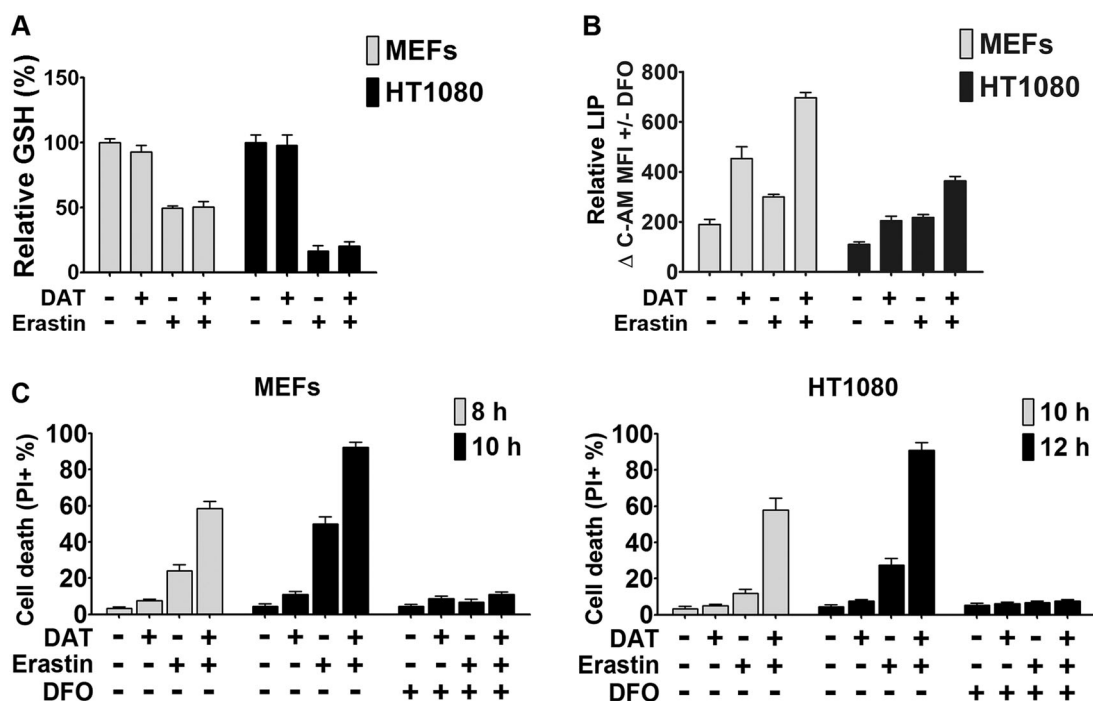 A
MEFs
HT1080
Relative GSH (%)
150
100
50
0
DAT - + - + - + - +
Erastin - - + + - - + +
B
MEFs
HT1080
Relative LIP
Δ C-AM MFI +/- DFO
800
600
400
200
0
DAT - + - + - + - +
Erastin - - + + - - + +
C
MEFs
8 h
10 h
Cell death (PI+ %)
100
80
60
40
20
0
DAT - + - + - + - + - + - +
Erastin - - + + - - + + - - + +
DFO - - - - - - - - + + + +
HT1080
10 h
12 h
Cell death (PI+ %)
100
80
60
40
20
0
DAT - + - + - + - + - + - +
Erastin - - + + - - + + - - + +
DFO - - - - - - - - + + + +